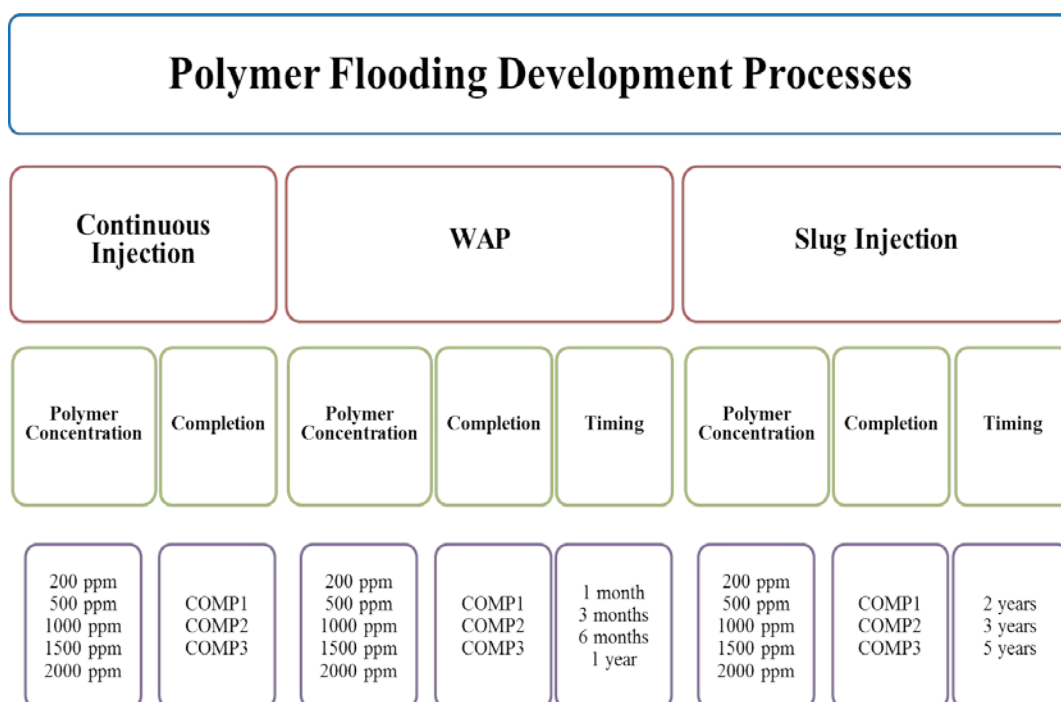 Polymer Flooding Development Processes
Continuous
Injection
WAP
Slug Injection
Polymer
Concentration
Completion
Polymer
Concentration
Completion
Timing
Polymer
Concentration
Completion
Timing
200 ppm
500 ppm
1000 ppm
1500 ppm
2000 ppm
COMP1
COMP2
COMP3
200 ppm
500 ppm
1000 ppm
1500 ppm
2000 ppm
COMP1
COMP2
COMP3
1 month
3 months
6 months
1 year
200 ppm
500 ppm
1000 ppm
1500 ppm
2000 ppm
COMP1
COMP2
COMP3
2 years
3 years
5 years